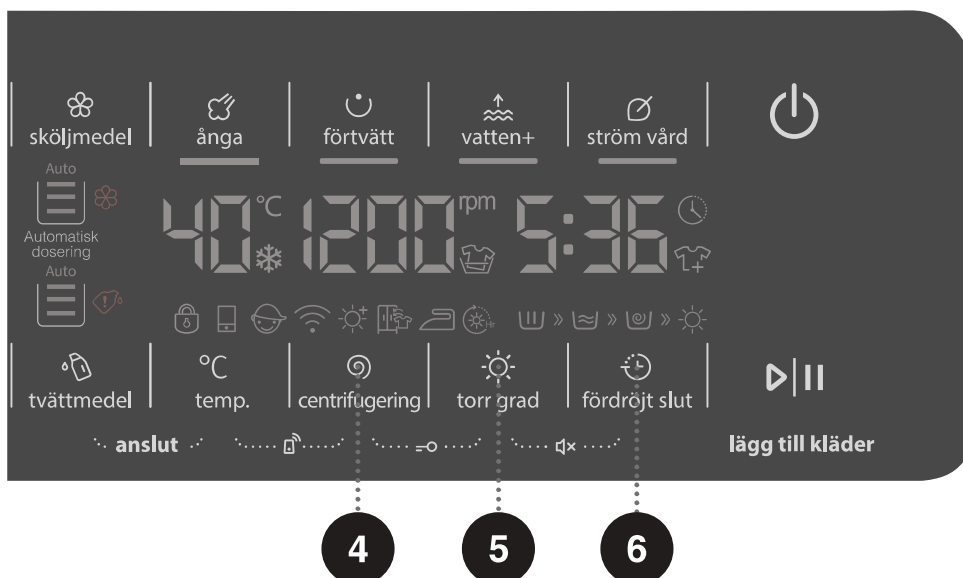 sköljmedel
ånga
förtvätt
vatten+
ström vård
Auto
Automatisk
dosering
Auto
40 °C 1200 rpm 5:36
Hr
tvättmedel
°C
temp.
centrifugering
torr grad
fördröjt slut
anslut
lägg till kläder
4 5 6